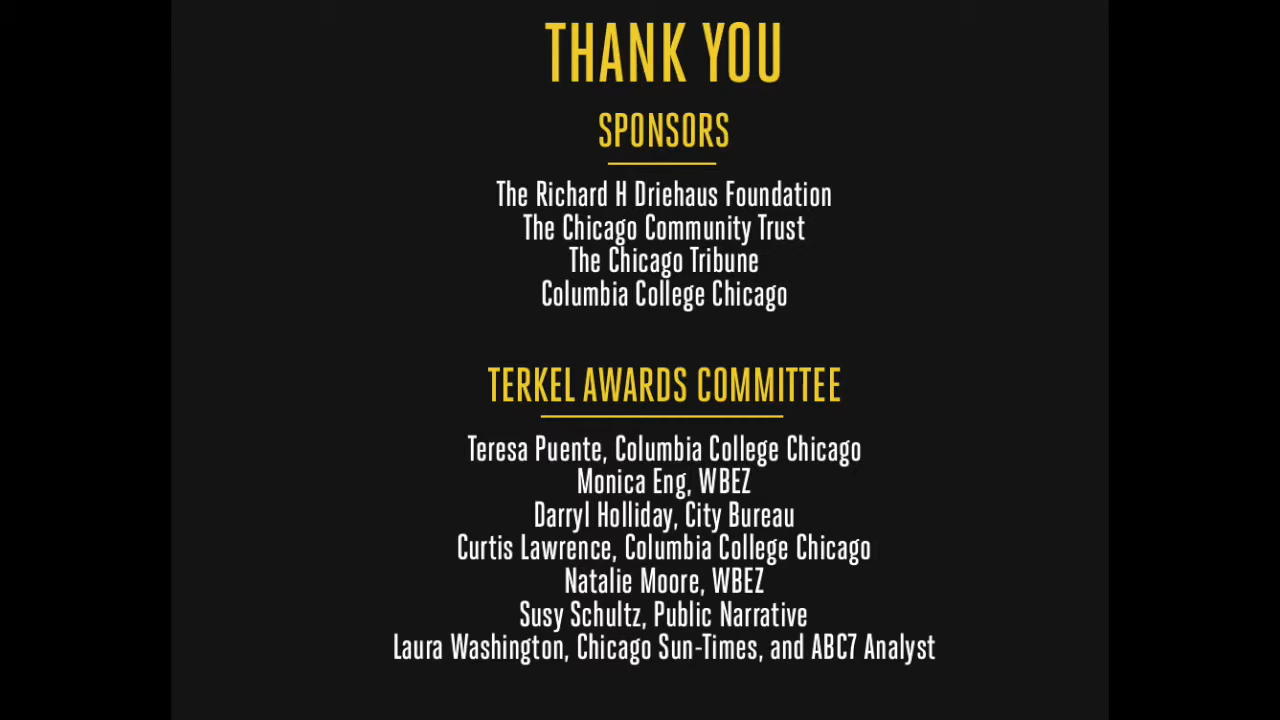 THANK YOU
SPONSORS
The Richard H Driehaus Foundation
The Chicago Community Trust
The Chicago Tribune
Columbia College Chicago
TERKEL AWARDS COMMITTEE
Teresa Puente, Columbia College Chicago
Monica Eng, WBEZ
Darryl Holliday, City Bureau
Curtis Lawrence, Columbia College Chicago
Natalie Moore, WBEZ
Susy Schultz, Public Narrative
Laura Washington, Chicago Sun-Times, and ABC7 Analyst